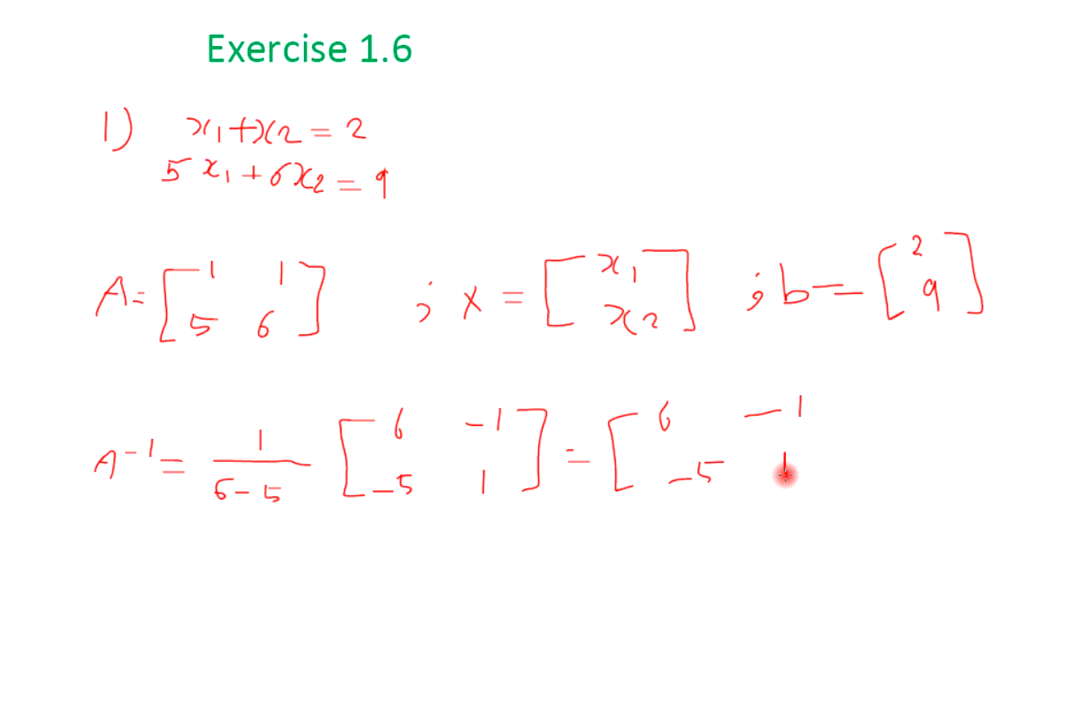 Exercise 1.6
1) x1+x2 = 2
5x1+6x2 = 9
A= [1 1 5 6] ; x = [x1 x2] ; b= [2 9]
A-1= 1/6-5 [6 -1 -5 1] = [6 -1 -5 1